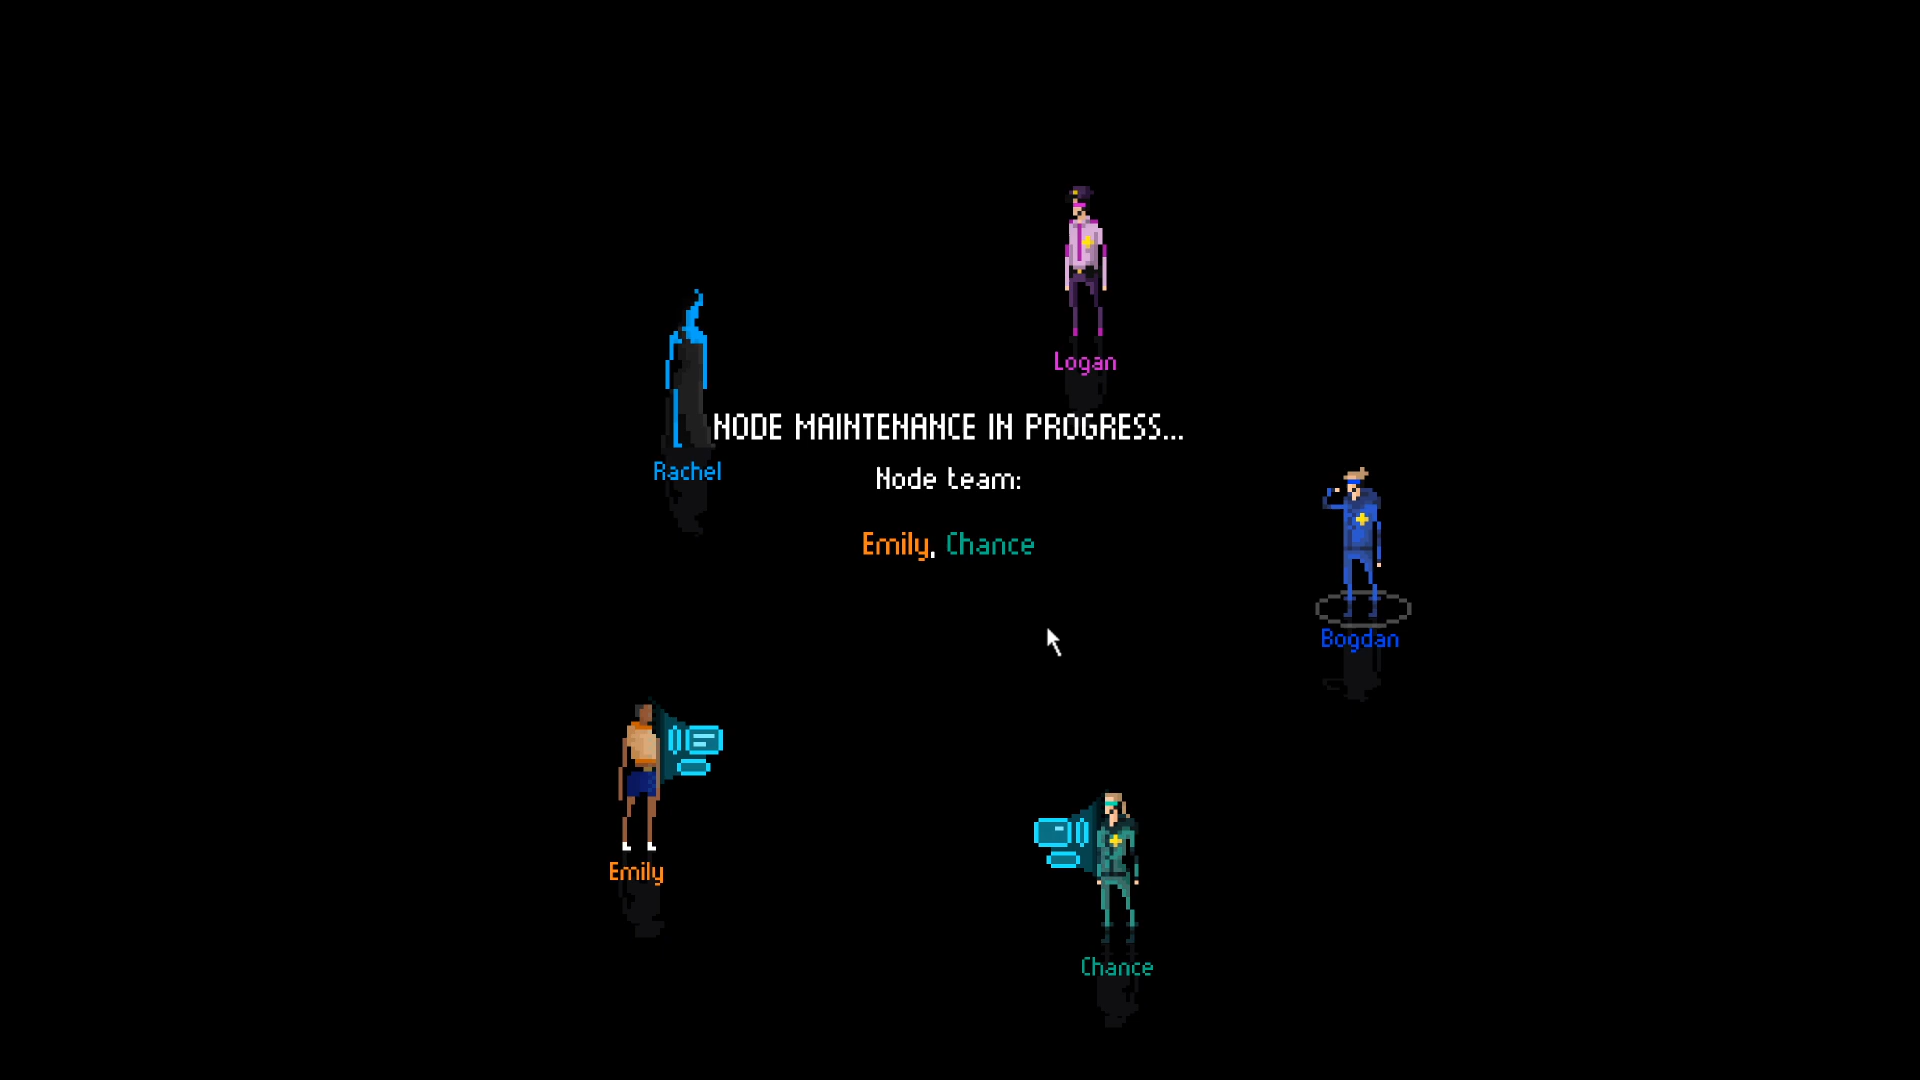 Logan
NODE MAINTENANCE IN PROGRESS...
Rachel
Node team:
Emily, Chance
Bogdan
Emily
Chance